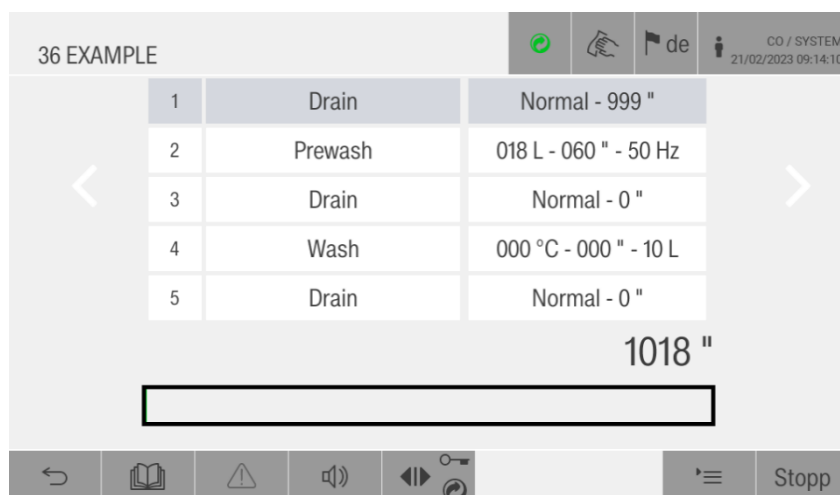 36 EXAMPLE
de
CO / SYSTEM
21/02/2023 09:14:10
1 Drain Normal - 999 "
2 Prewash 018 L - 060 " - 50 Hz
3 Drain Normal - 0 "
4 Wash 000 °C - 000 " - 10 L
5 Drain Normal - 0 "
1018 "
Stopp